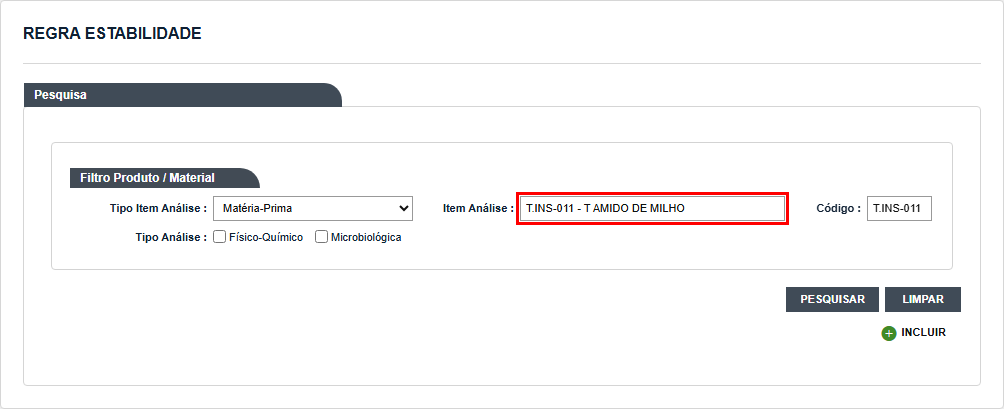 REGRA ESTABILIDADE
Pesquisa
Filtro Produto / Material
Tipo Item Análise : Matéria-Prima Item Análise : T.INS-011 - T AMIDO DE MILHO Código : T.INS-011
Tipo Análise : Físico-Químico Microbiológica
PESQUISAR LIMPAR
INCLUIR